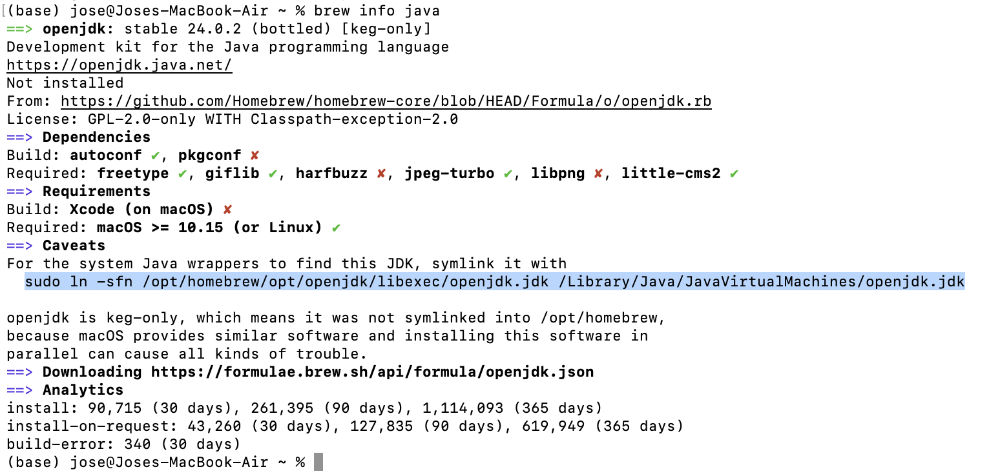 (base) jose@Joses-MacBook-Air ~ % brew info java
==> openjdk: stable 24.0.2 (bottled) [keg-only]
Development kit for the Java programming language
https://openjdk.java.net/
Not installed
From: https://github.com/Homebrew/homebrew-core/blob/HEAD/Formula/o/openjdk.rb
License: GPL-2.0-only WITH Classpath-exception-2.0
==> Dependencies
Build: autoconf ✔, pkgconf ✘
Required: freetype ✔, giflib ✔, harfbuzz ✘, jpeg-turbo ✔, libpng ✘, little-cms2 ✔
==> Requirements
Build: Xcode (on macOS) ✘
Required: macOS >= 10.15 (or Linux) ✔
==> Caveats
For the system Java wrappers to find this JDK, symlink it with
  sudo ln -sfn /opt/homebrew/opt/openjdk/libexec/openjdk.jdk /Library/Java/JavaVirtualMachines/openjdk.jdk

openjdk is keg-only, which means it was not symlinked into /opt/homebrew,
because macOS provides similar software and installing this software in
parallel can cause all kinds of trouble.
==> Downloading https://formulae.brew.sh/api/formula/openjdk.json
==> Analytics
install: 90,715 (30 days), 261,395 (90 days), 1,114,093 (365 days)
install-on-request: 43,260 (30 days), 127,835 (90 days), 619,949 (365 days)
build-error: 340 (30 days)
(base) jose@Joses-MacBook-Air ~ %